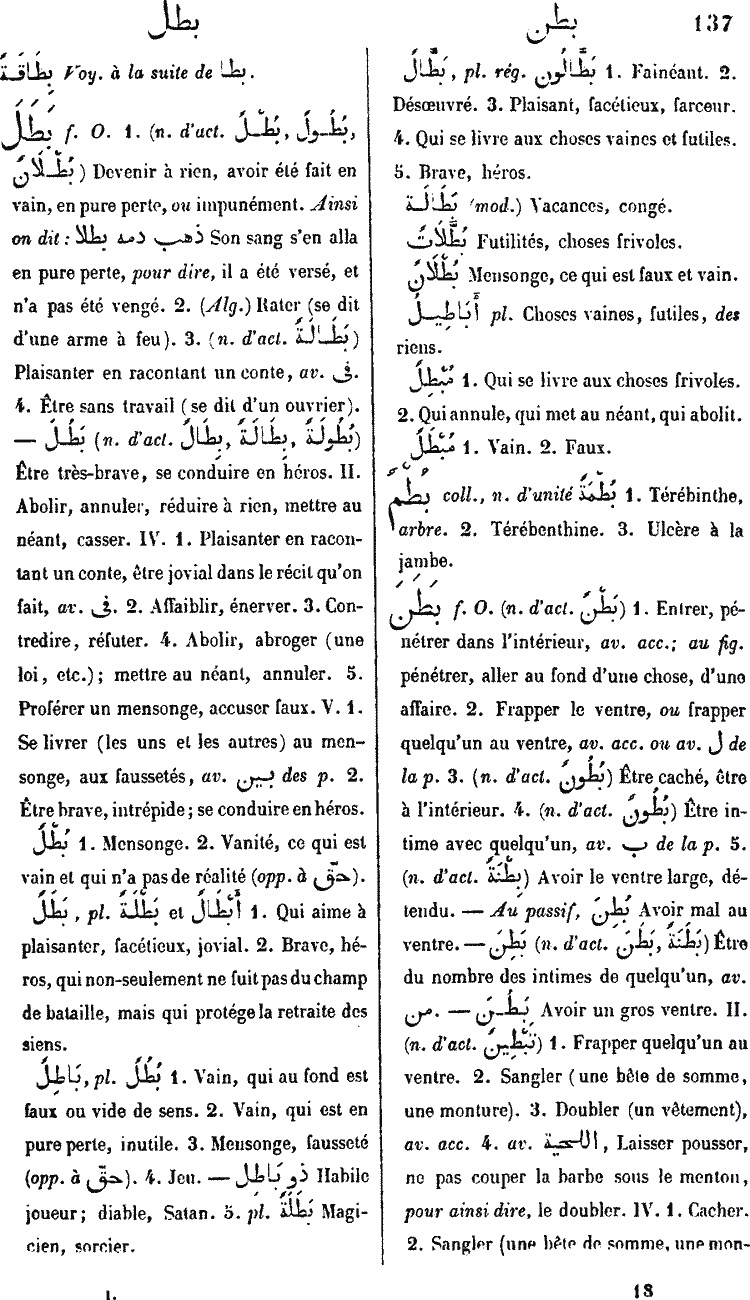 بطل
بطن
137
بِطَاقَةٌ Voy. à la suite de بطا.
بَطَلَ f. O. 1. (n. d'act. بُطْلٌ, بُطُولٌ,
بُطْلَانٌ) Devenir à rien, avoir été fait en
vain, en pure perte, ou impunément. Ainsi
on dit : ذهب دمه بطلا Son sang s'en alla
en pure perte, pour dire, il a été versé, et
n'a pas été vengé. 2. (Alg.) Rater (se dit
d'une arme à feu). 3. (n. d'act. بَطَالَةٌ)
Plaisanter en racontant un conte, av. فى.
4. Être sans travail (se dit d'un ouvrier).
— بَطُلَ (n. d'act. بَطَالٌ, بَطَالَةٌ, بُطُولَةٌ)
Être très-brave, se conduire en héros. II.
Abolir, annuler, réduire à rien, mettre au
néant, casser. IV. 1. Plaisanter en racon-
tant un conte, être jovial dans le récit qu'on
fait, av. فى. 2. Affaiblir, énerver. 3. Con-
tredire, réfuter. 4. Abolir, abroger (une
loi, etc.); mettre au néant, annuler. 5.
Proférer un mensonge, accuser faux. V. 1.
Se livrer (les uns et les autres) au men-
songe, aux faussetés, av. بين des p. 2.
Être brave, intrépide; se conduire en héros.
بُطْلٌ 1. Mensonge. 2. Vanité, ce qui est
vain et qui n'a pas de réalité (opp. à حقّ).
بَطَلٌ, pl. بَطَلَةٌ et أَبْطَالٌ 1. Qui aime à
plaisanter, facétieux, jovial. 2. Brave, hé-
ros, qui non-seulement ne fuit pas du champ
de bataille, mais qui protége la retraite des
siens.
بَاطِلٌ, pl. بُطُلٌ 1. Vain, qui au fond est
faux ou vide de sens. 2. Vain, qui est en
pure perte, inutile. 3. Mensonge, fausseté
(opp. à حقّ). 4. Jeu. — ذو بَاطِل Habile
joueur; diable, Satan. 5. pl. بَطَلَةٌ Magi-
cien, sorcier.
I.
بَطَّالٌ, pl. rég. بَطَّالُونَ 1. Fainéant. 2.
Désœuvré. 3. Plaisant, facétieux, farceur.
4. Qui se livre aux choses vaines et futiles.
5. Brave, héros.
بَطَالَةٌ (mod.) Vacances, congé.
بَطَّلَاتٌ Futilités, choses frivoles.
بُطْلَانٌ Mensonge, ce qui est faux et vain.
أَبَاطِيلُ pl. Choses vaines, futiles, des
riens.
مُبْطِلٌ 1. Qui se livre aux choses frivoles.
2. Qui annule, qui met au néant, qui abolit.
مُبْطَلٌ 1. Vain. 2. Faux.
بُطْمٌ coll., n. d'unité بُطْمَةٌ 1. Térébinthe,
arbre. 2. Térébenthine. 3. Ulcère à la
jambe.
بَطَنَ f. O. (n. d'act. بَطْنٌ) 1. Entrer, pé-
nétrer dans l'intérieur, av. acc.; au fig.
pénétrer, aller au fond d'une chose, d'une
affaire. 2. Frapper le ventre, ou frapper
quelqu'un au ventre, av. acc. ou av. ل de
la p. 3. (n. d'act. بُطُونٌ) Être caché, être
à l'intérieur. 4. (n. d'act. بُطُونٌ) Être in-
time avec quelqu'un, av. ب de la p. 5.
(n. d'act. بِطْنَةٌ) Avoir le ventre large, dé-
tendu. — Au passif, بُطِنَ Avoir mal au
ventre. — بَطِنَ (n. d'act. بَطَنٌ, بَطَنَةٌ) Être
du nombre des intimes de quelqu'un, av.
من. — بَطُنَ Avoir un gros ventre. II.
(n. d'act. تَبْطِينٌ) 1. Frapper quelqu'un au
ventre. 2. Sangler (une bête de somme,
une monture). 3. Doubler (un vêtement),
av. acc. 4. av. اللحية, Laisser pousser,
ne pas couper la barbe sous le menton,
pour ainsi dire, le doubler. IV. 1. Cacher.
2. Sangler (une bête de somme, une mon-
18